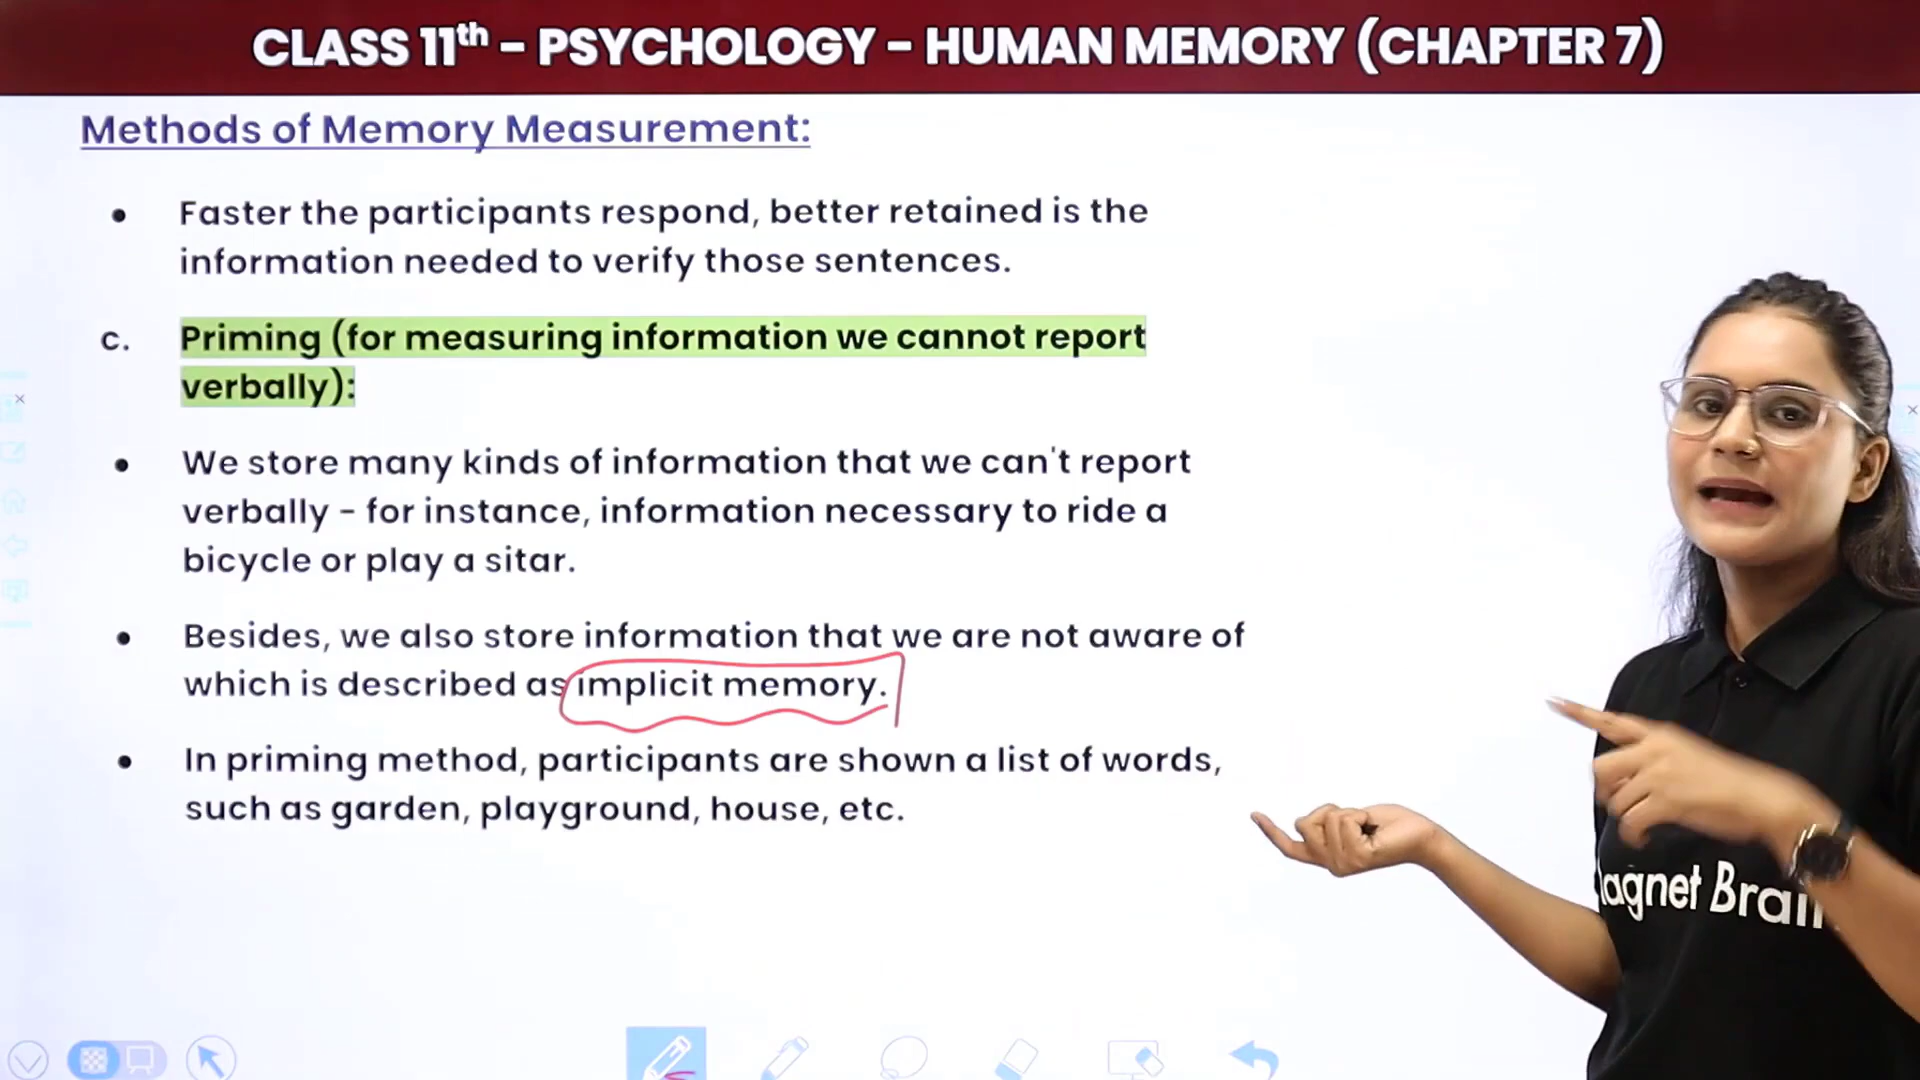 CLASS 11th - PSYCHOLOGY - HUMAN MEMORY (CHAPTER 7)
Methods of Memory Measurement:
• Faster the participants respond, better retained is the
information needed to verify those sentences.
c. Priming (for measuring information we cannot report
verbally):
• We store many kinds of information that we can't report
verbally - for instance, information necessary to ride a
bicycle or play a sitar.
• Besides, we also store information that we are not aware of
which is described as implicit memory.
• In priming method, participants are shown a list of words,
such as garden, playground, house, etc.
agnet Brain